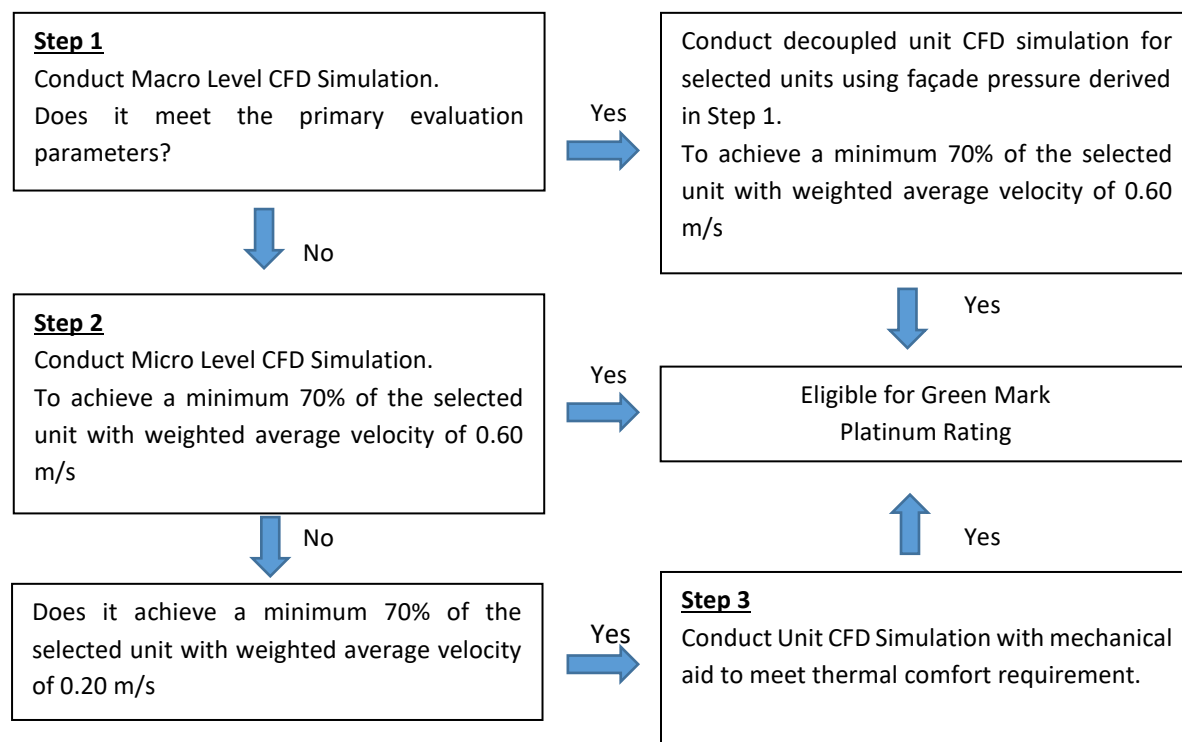 Step 1
Conduct Macro Level CFD Simulation.
Does it meet the primary evaluation
parameters?
Yes
Conduct decoupled unit CFD simulation for
selected units using façade pressure derived
in Step 1.
To achieve a minimum 70% of the selected
unit with weighted average velocity of 0.60
m/s
No
Yes
Step 2
Conduct Micro Level CFD Simulation.
To achieve a minimum 70% of the selected
unit with weighted average velocity of 0.60
m/s
Yes
Eligible for Green Mark
Platinum Rating
No
Yes
Does it achieve a minimum 70% of the
selected unit with weighted average velocity
of 0.20 m/s
Yes
Step 3
Conduct Unit CFD Simulation with mechanical
aid to meet thermal comfort requirement.